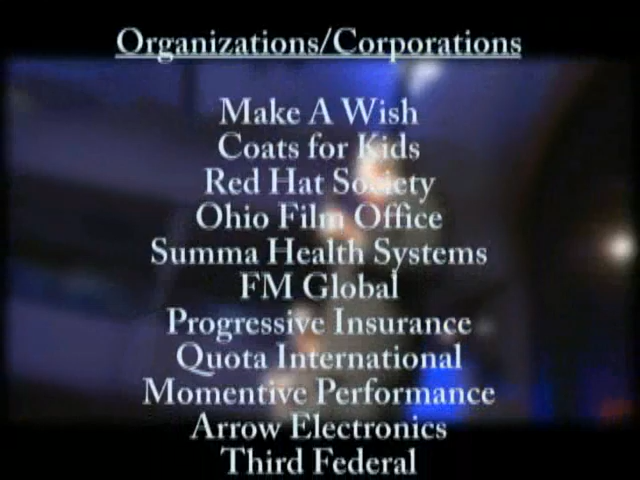 Organizations/Corporations
Make A Wish
Coats for Kids
Red Hat Society
Ohio Film Office
Summa Health Systems
FM Global
Progressive Insurance
Quota International
Momentive Performance
Arrow Electronics
Third Federal